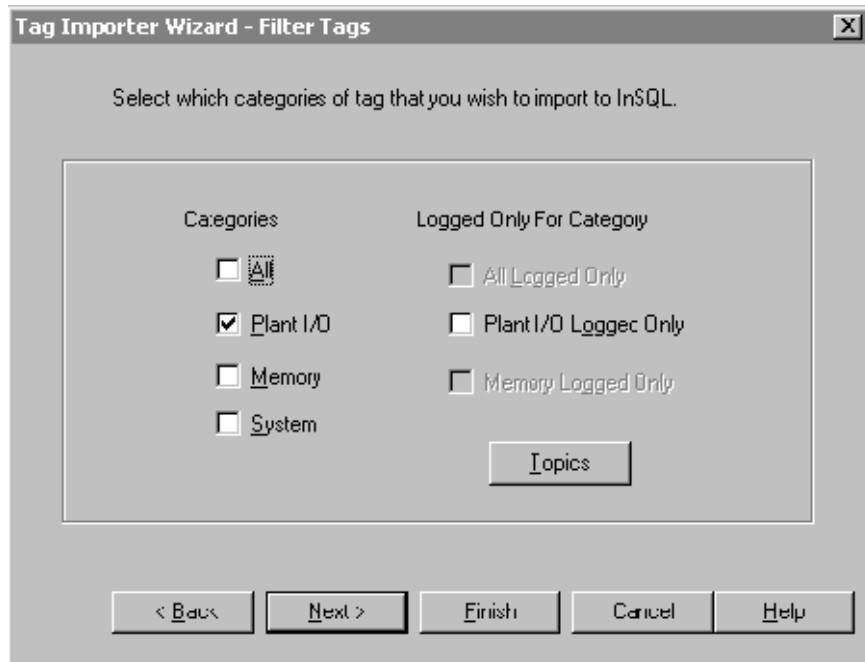 Tag Importer Wizard - Filter Tags
Select which categories of tag that you wish to import to InSQL.
Categories
Logged Only For Category
All
All Logged Only
Plant I/O
Plant I/O Logged Only
Memory
Memory Logged Only
System
Topics
< Back
Next >
Finish
Cancel
Help